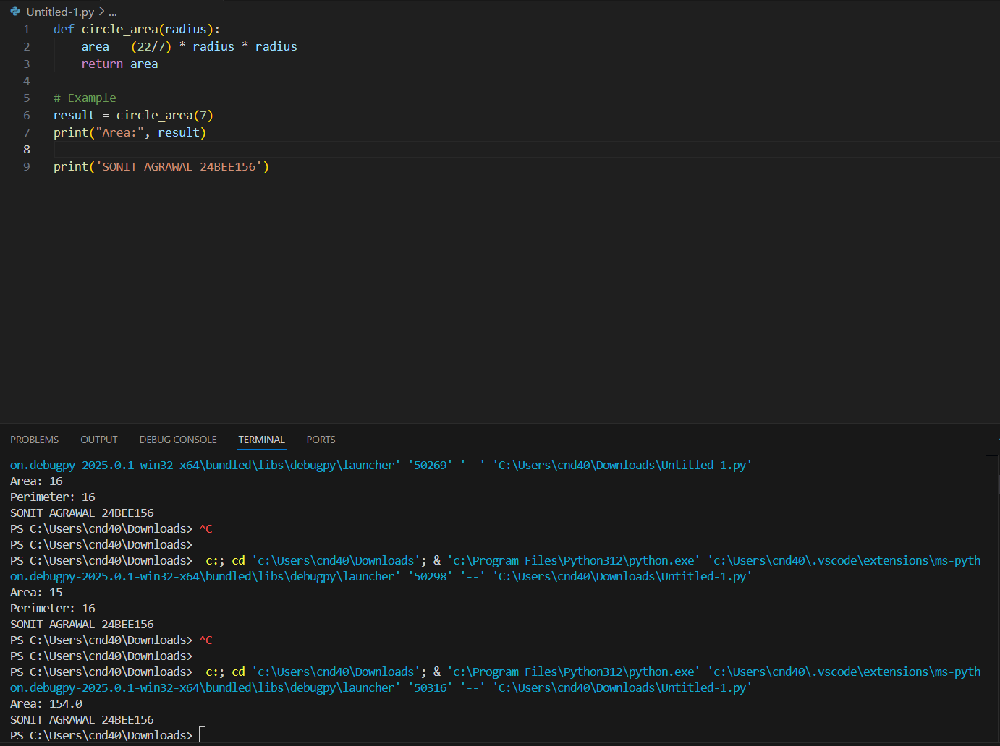 Untitled-1.py > ...
1 def circle_area(radius):
2     area = (22/7) * radius * radius
3     return area
4
5 # Example
6 result = circle_area(7)
7 print("Area:", result)
8
9 print('SONIT AGRAWAL 24BEE156')
PROBLEMS OUTPUT DEBUG CONSOLE TERMINAL PORTS
on.debugpy-2025.0.1-win32-x64\bundled\libs\debugpy\launcher' '50269' '--' 'C:\Users\cnd40\Downloads\Untitled-1.py'
Area: 16
Perimeter: 16
SONIT AGRAWAL 24BEE156
PS C:\Users\cnd40\Downloads> ^C
PS C:\Users\cnd40\Downloads>
PS C:\Users\cnd40\Downloads>  c:; cd 'c:\Users\cnd40\Downloads'; & 'c:\Program Files\Python312\python.exe' 'c:\Users\cnd40\.vscode\extensions\ms-pyth
on.debugpy-2025.0.1-win32-x64\bundled\libs\debugpy\launcher' '50298' '--' 'C:\Users\cnd40\Downloads\Untitled-1.py'
Area: 15
Perimeter: 16
SONIT AGRAWAL 24BEE156
PS C:\Users\cnd40\Downloads> ^C
PS C:\Users\cnd40\Downloads>
PS C:\Users\cnd40\Downloads>  c:; cd 'c:\Users\cnd40\Downloads'; & 'c:\Program Files\Python312\python.exe' 'c:\Users\cnd40\.vscode\extensions\ms-pyth
on.debugpy-2025.0.1-win32-x64\bundled\libs\debugpy\launcher' '50316' '--' 'C:\Users\cnd40\Downloads\Untitled-1.py'
Area: 154.0
SONIT AGRAWAL 24BEE156
PS C:\Users\cnd40\Downloads>